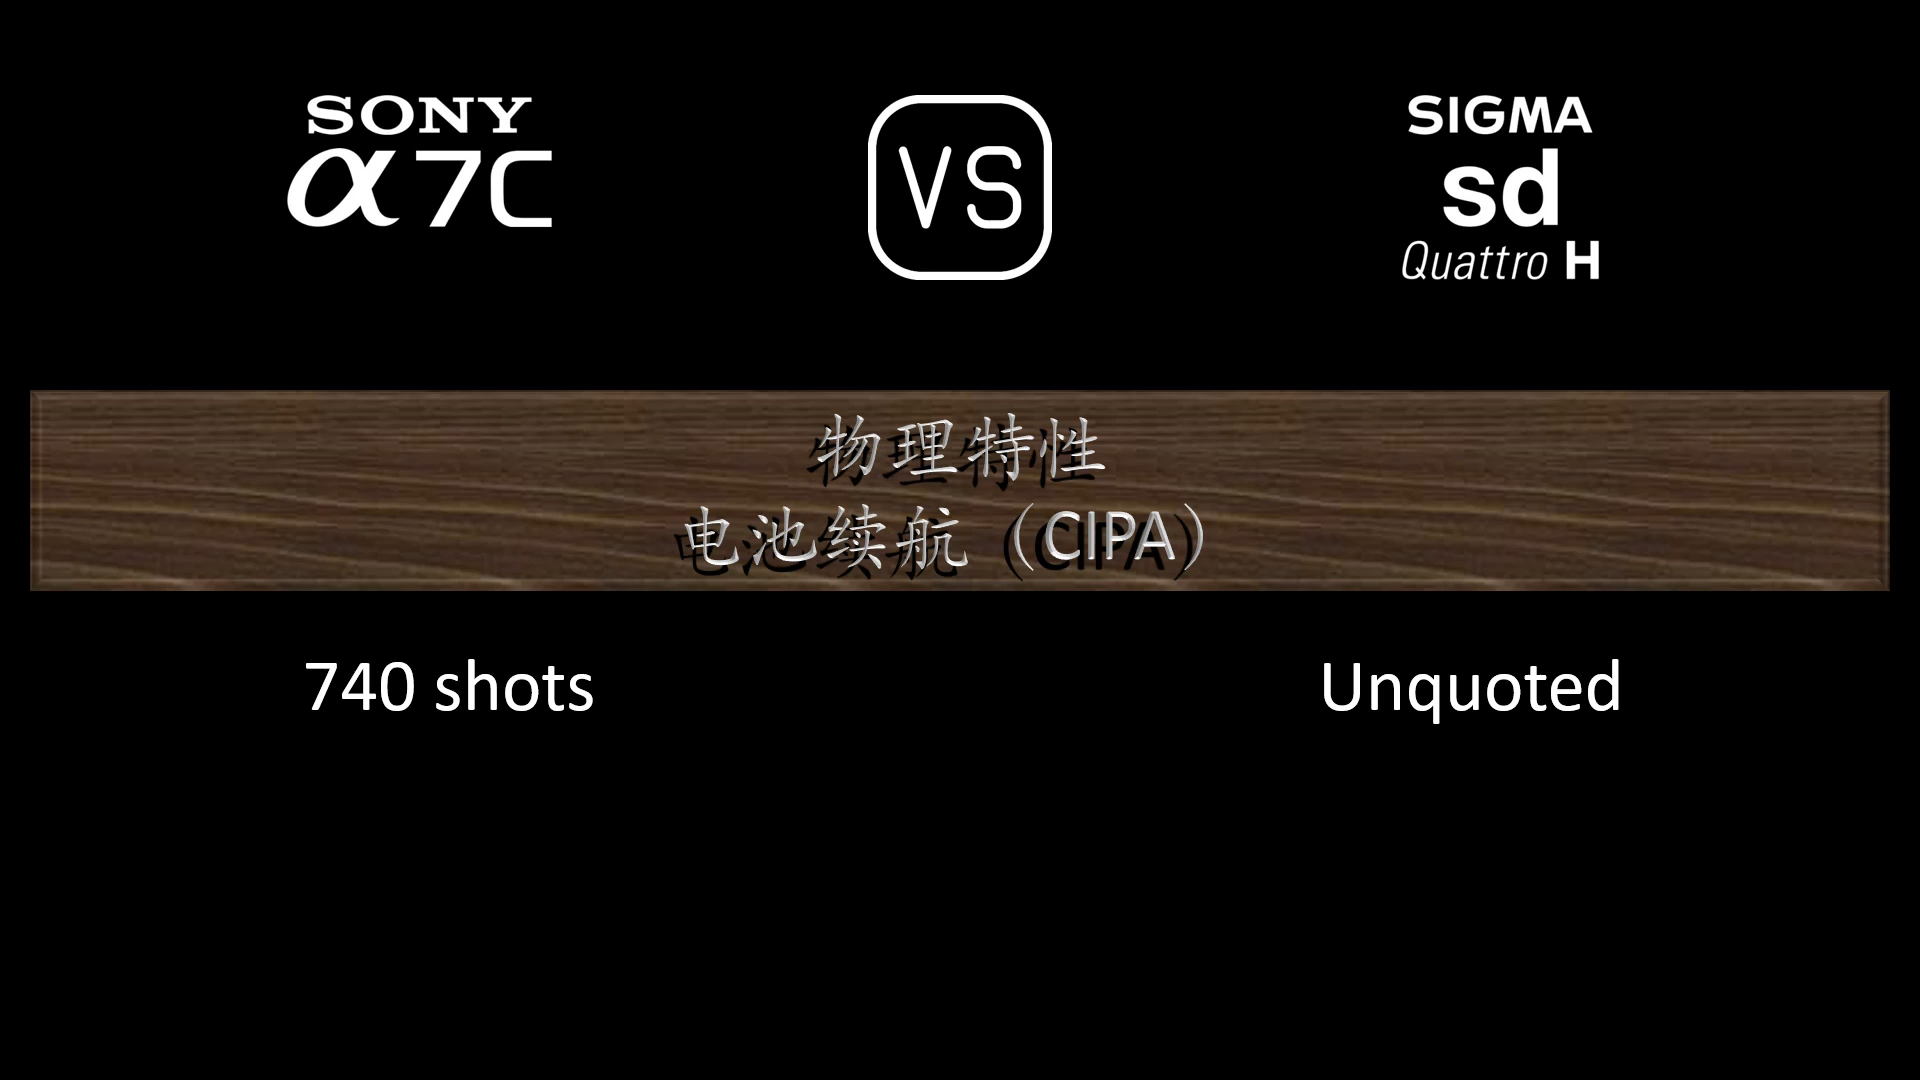 SONY
α7C
VS
SIGMA
sd
Quattro H
物理特性
电池续航（CIPA）
740 shots
Unquoted